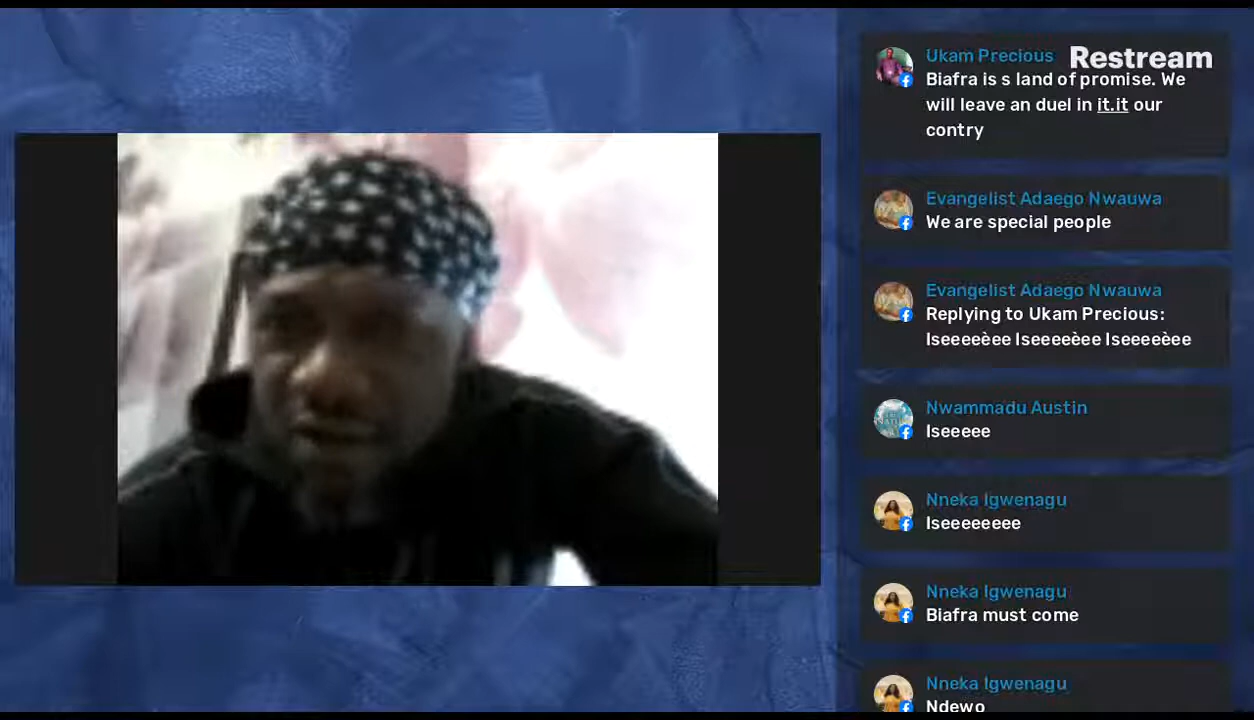 Restream
Ukam Precious
Biafra is s land of promise. We
will leave an duel in it.it our
contry
Evangelist Adaego Nwauwa
We are special people
Evangelist Adaego Nwauwa
Replying to Ukam Precious:
Iseeeeèee Iseeeeèee Iseeeeèee
Nwammadu Austin
Iseeeee
Nneka Igwenagu
Iseeeeeeee
Nneka Igwenagu
Biafra must come
Nneka Igwenagu
Ndewo